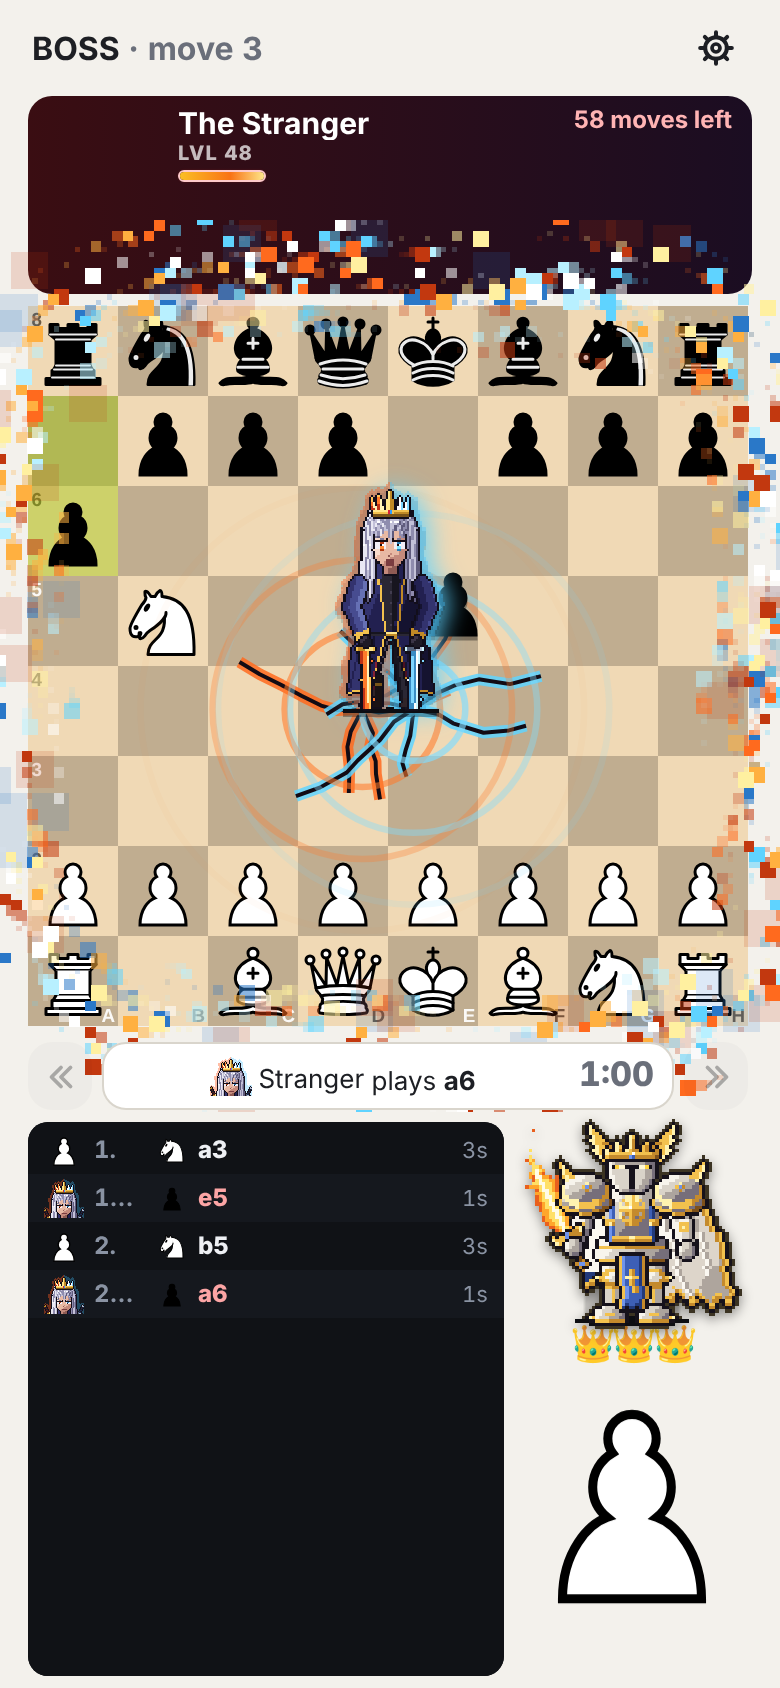 BOSS · move 3
The Stranger
58 moves left
LVL 48
8
6
5
4
3
A B C D E F G H
Stranger plays a6
1:00
1. a3 3s
1... e5 1s
2. b5 3s
2... a6 1s